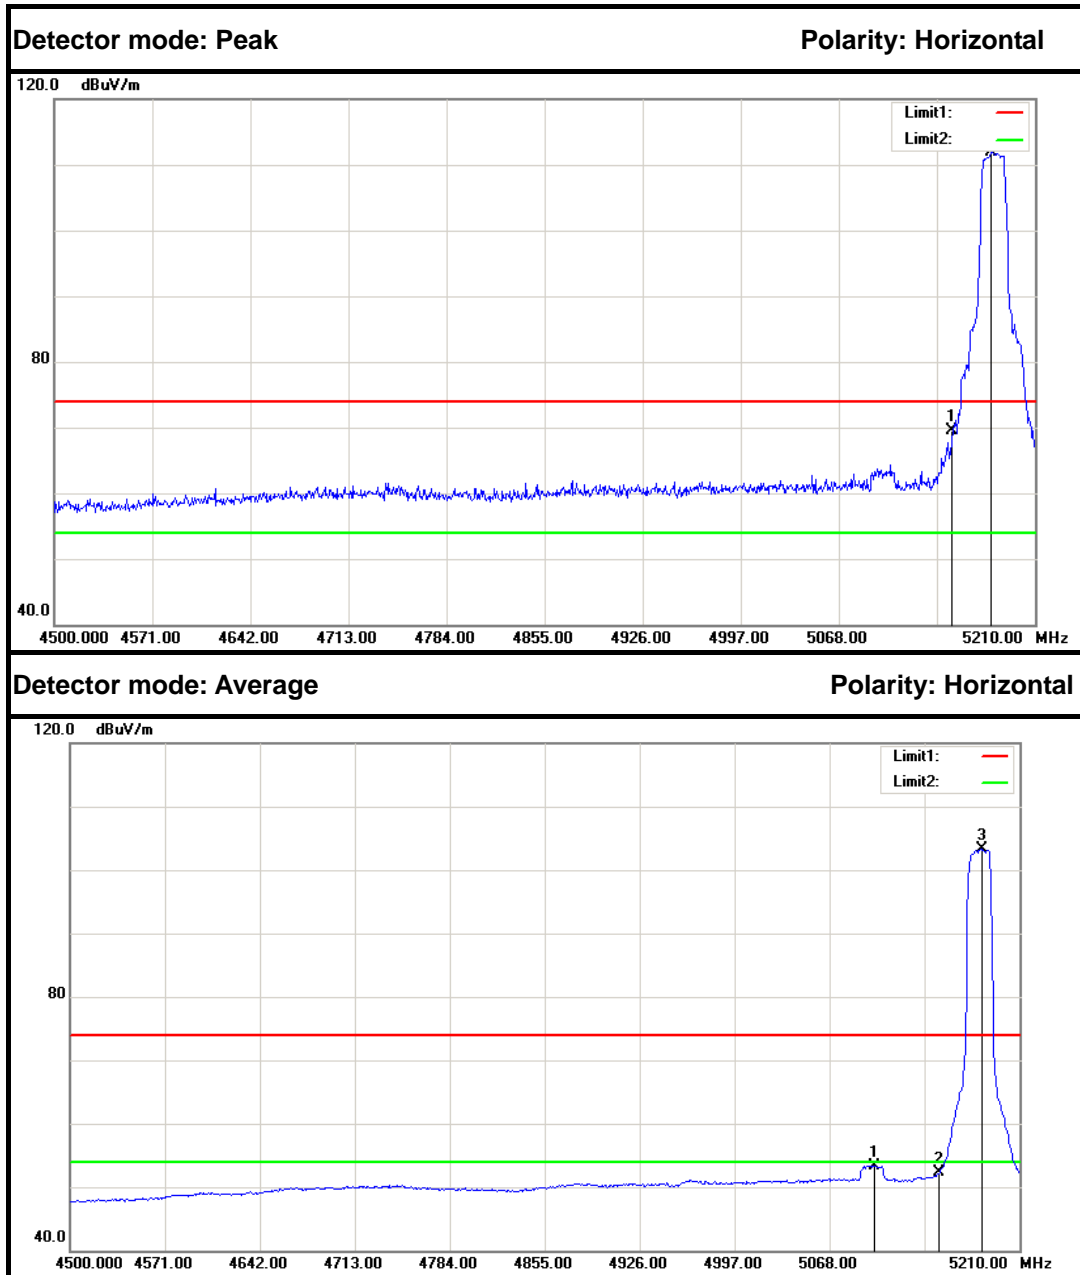 Detector mode: Peak Polarity: Horizontal
120.0 dBuV/m
Limit1:
Limit2:
1
80
40.0
4500.000 4571.00 4642.00 4713.00 4784.00 4855.00 4926.00 4997.00 5068.00 5210.00 MHz
Detector mode: Average Polarity: Horizontal
120.0 dBuV/m
Limit1:
Limit2:
3
80
1
2
40.0
4500.000 4571.00 4642.00 4713.00 4784.00 4855.00 4926.00 4997.00 5068.00 5210.00 MHz